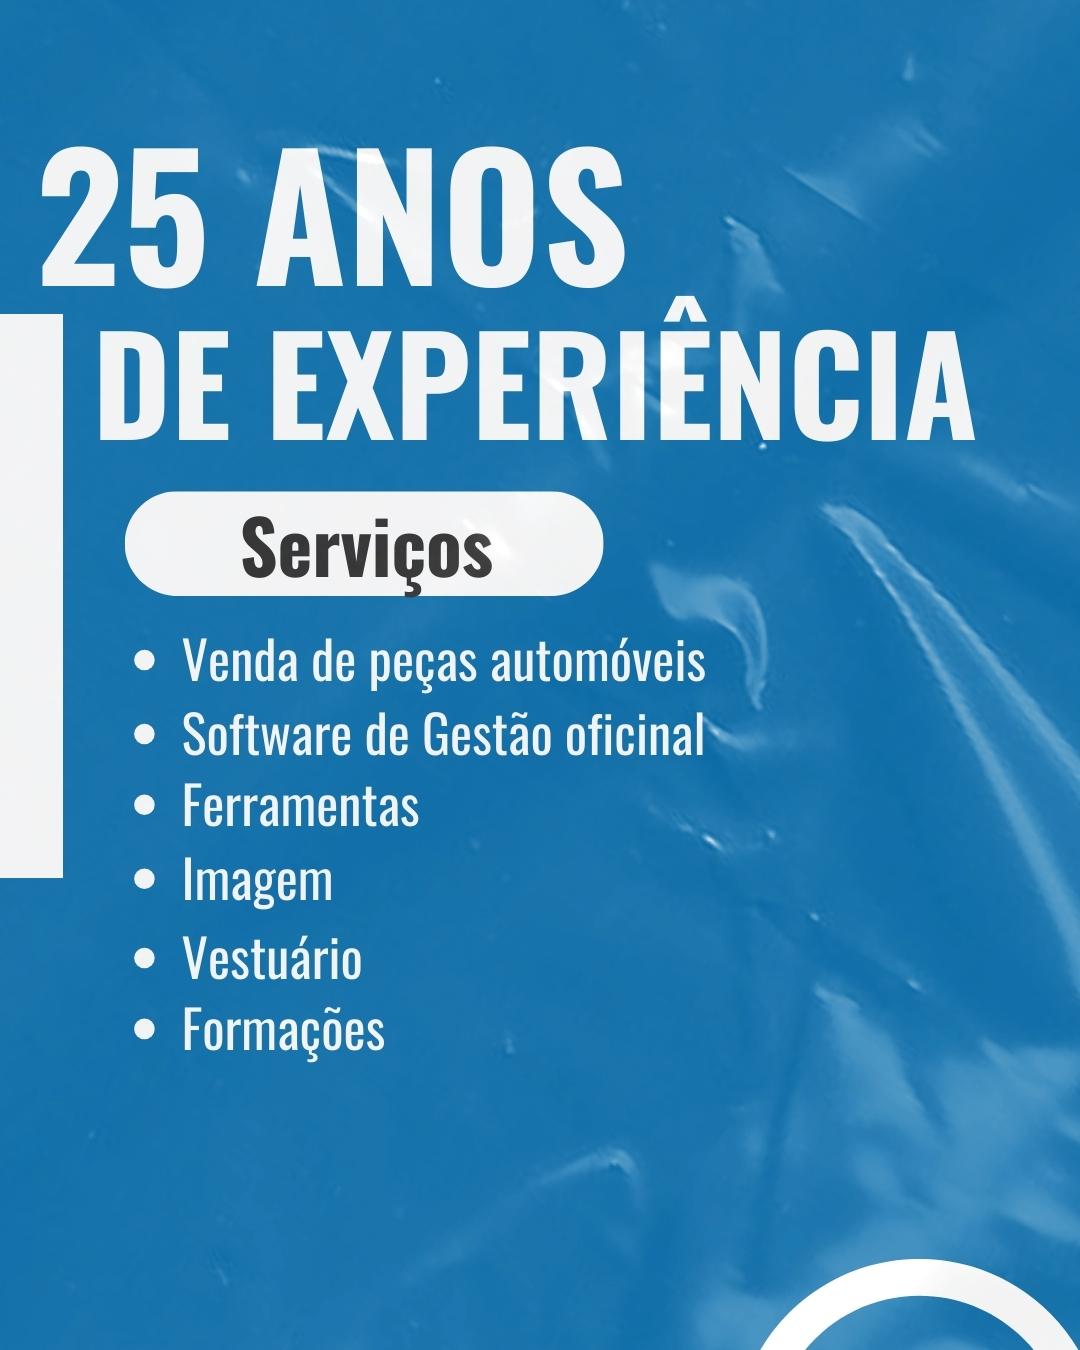 25 ANOS
DE EXPERIÊNCIA
Serviços
• Venda de peças automóveis
• Software de Gestão oficinal
• Ferramentas
• Imagem
• Vestuário
• Formações